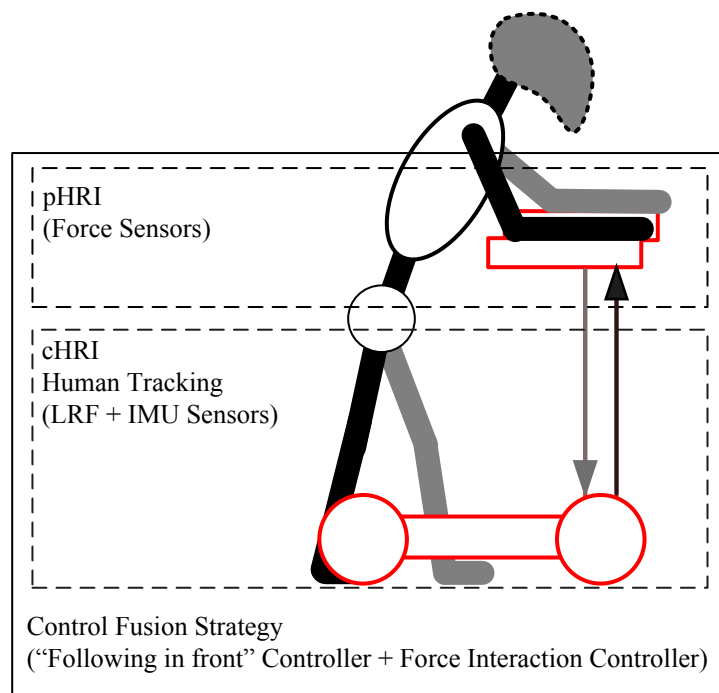 pHRI
(Force Sensors)
cHRI
Human Tracking
(LRF + IMU Sensors)
Control Fusion Strategy
(“Following in front” Controller + Force Interaction Controller)